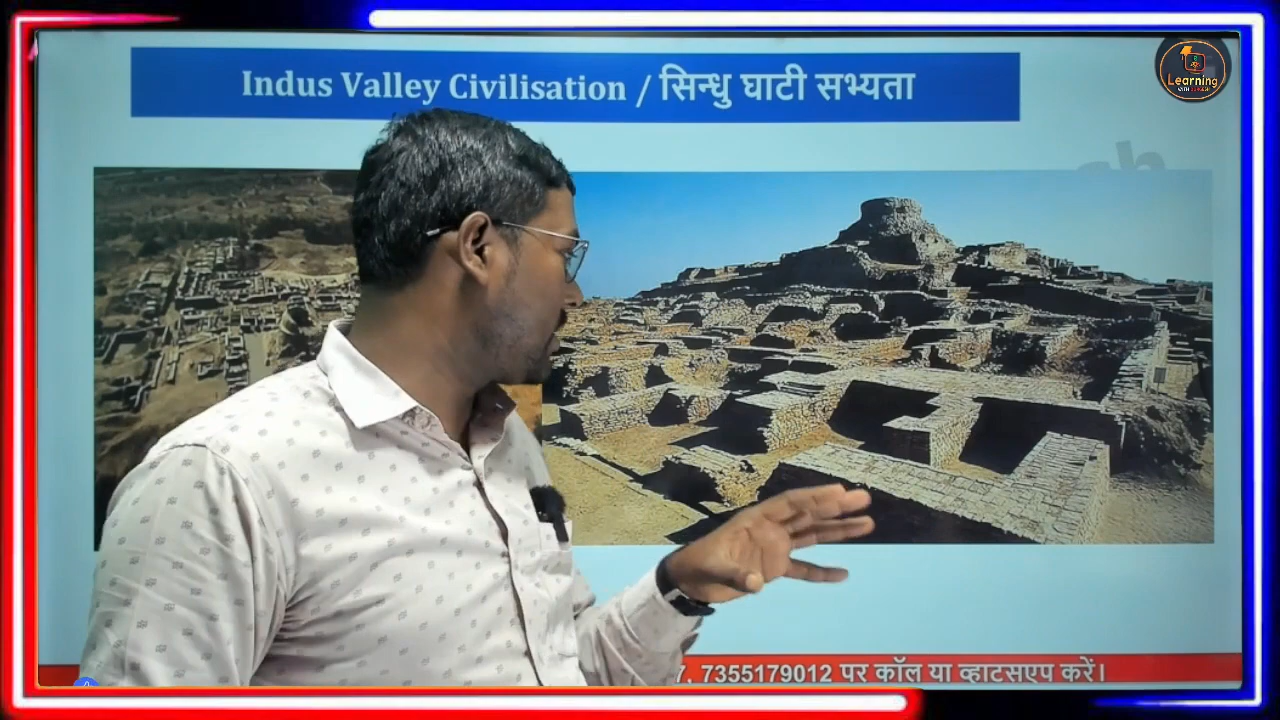 Indus Valley Civilisation / सिन्धु घाटी सभ्यता
Learning
7, 7355179012 पर कॉल या व्हाटसएप करें।